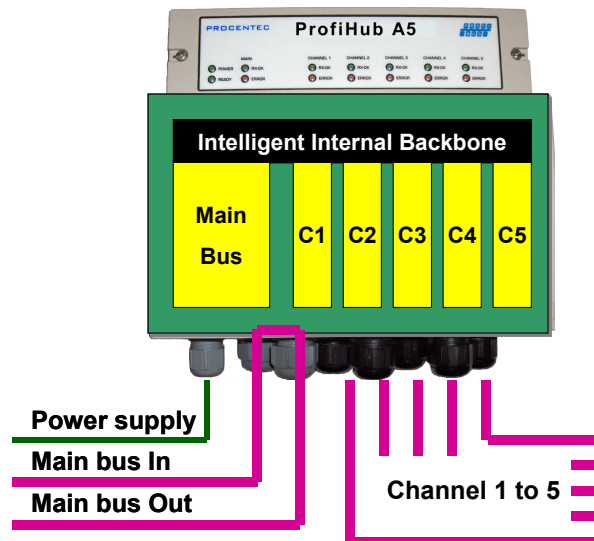 PROCENTEC ProfiHub A5
MAIN CHANNEL 1 CHANNEL 2 CHANNEL 3 CHANNEL 4 CHANNEL 5
POWER RX-OK RX-OK RX-OK RX-OK RX-OK RX-OK
READY ERROR ERROR ERROR ERROR ERROR ERROR
Intelligent Internal Backbone
Main
Bus
C1 C2 C3 C4 C5
Power supply
Main bus In
Main bus Out
Channel 1 to 5